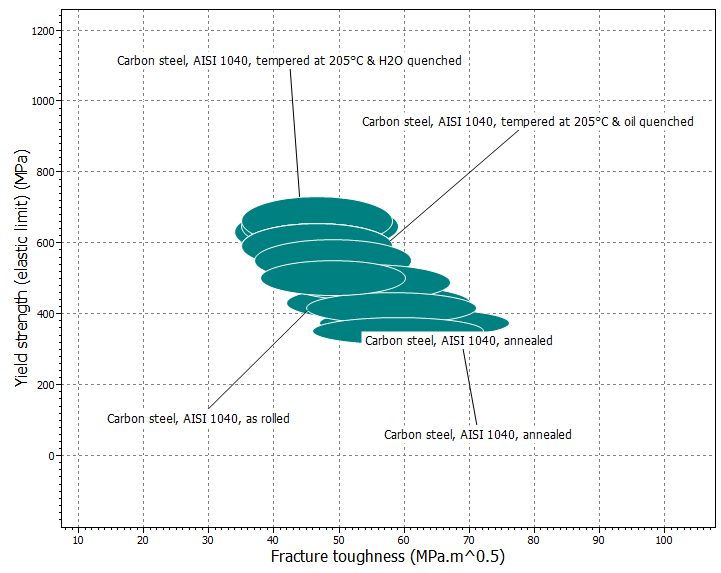 1200
Carbon steel, AISI 1040, tempered at 205°C & H2O quenched
1000
Carbon steel, AISI 1040, tempered at 205°C & oil quenched
800
600
400
Carbon steel, AISI 1040, annealed
200
Carbon steel, AISI 1040, as rolled
Carbon steel, AISI 1040, annealed
0
Yield strength (elastic limit) (MPa)
10 20 30 40 50 60 70 80 90 100
Fracture toughness (MPa.m^0.5)